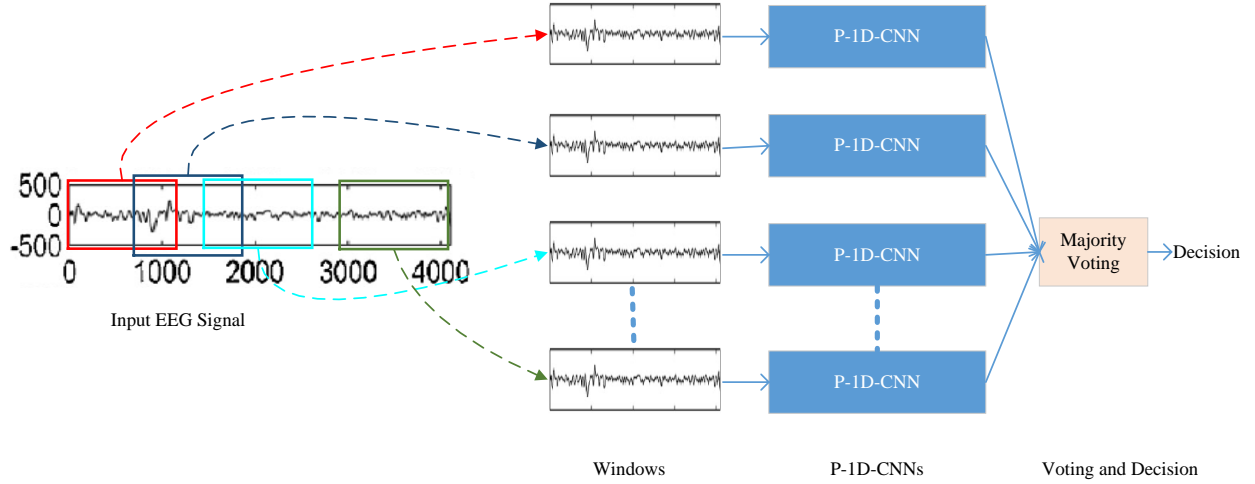 P-1D-CNN
P-1D-CNN
500
0
-500
0 1000 2000 3000 4000
Input EEG Signal
P-1D-CNN
P-1D-CNN
Majority
Voting
Decision
Windows
P-1D-CNNs
Voting and Decision